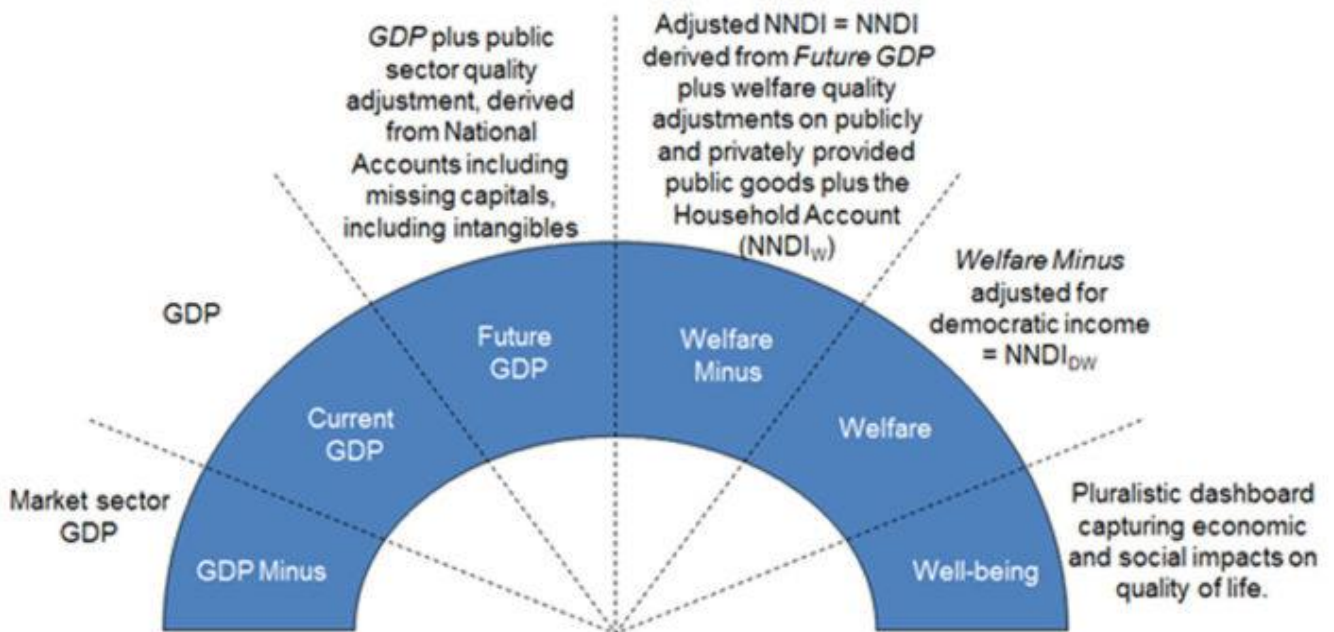 GDP plus public
sector quality
adjustment, derived
from National
Accounts including
missing capitals,
including intangibles
Adjusted NNDI = NNDI
derived from Future GDP
plus welfare quality
adjustments on publicly
and privately provided
public goods plus the
Household Account
(NNDIW)
Welfare Minus
adjusted for
democratic income
= NNDIDW
GDP
Future
GDP
Welfare
Minus
Current
GDP
Welfare
Market sector
GDP
GDP Minus
Well-being
Pluralistic dashboard
capturing economic
and social impacts on
quality of life.